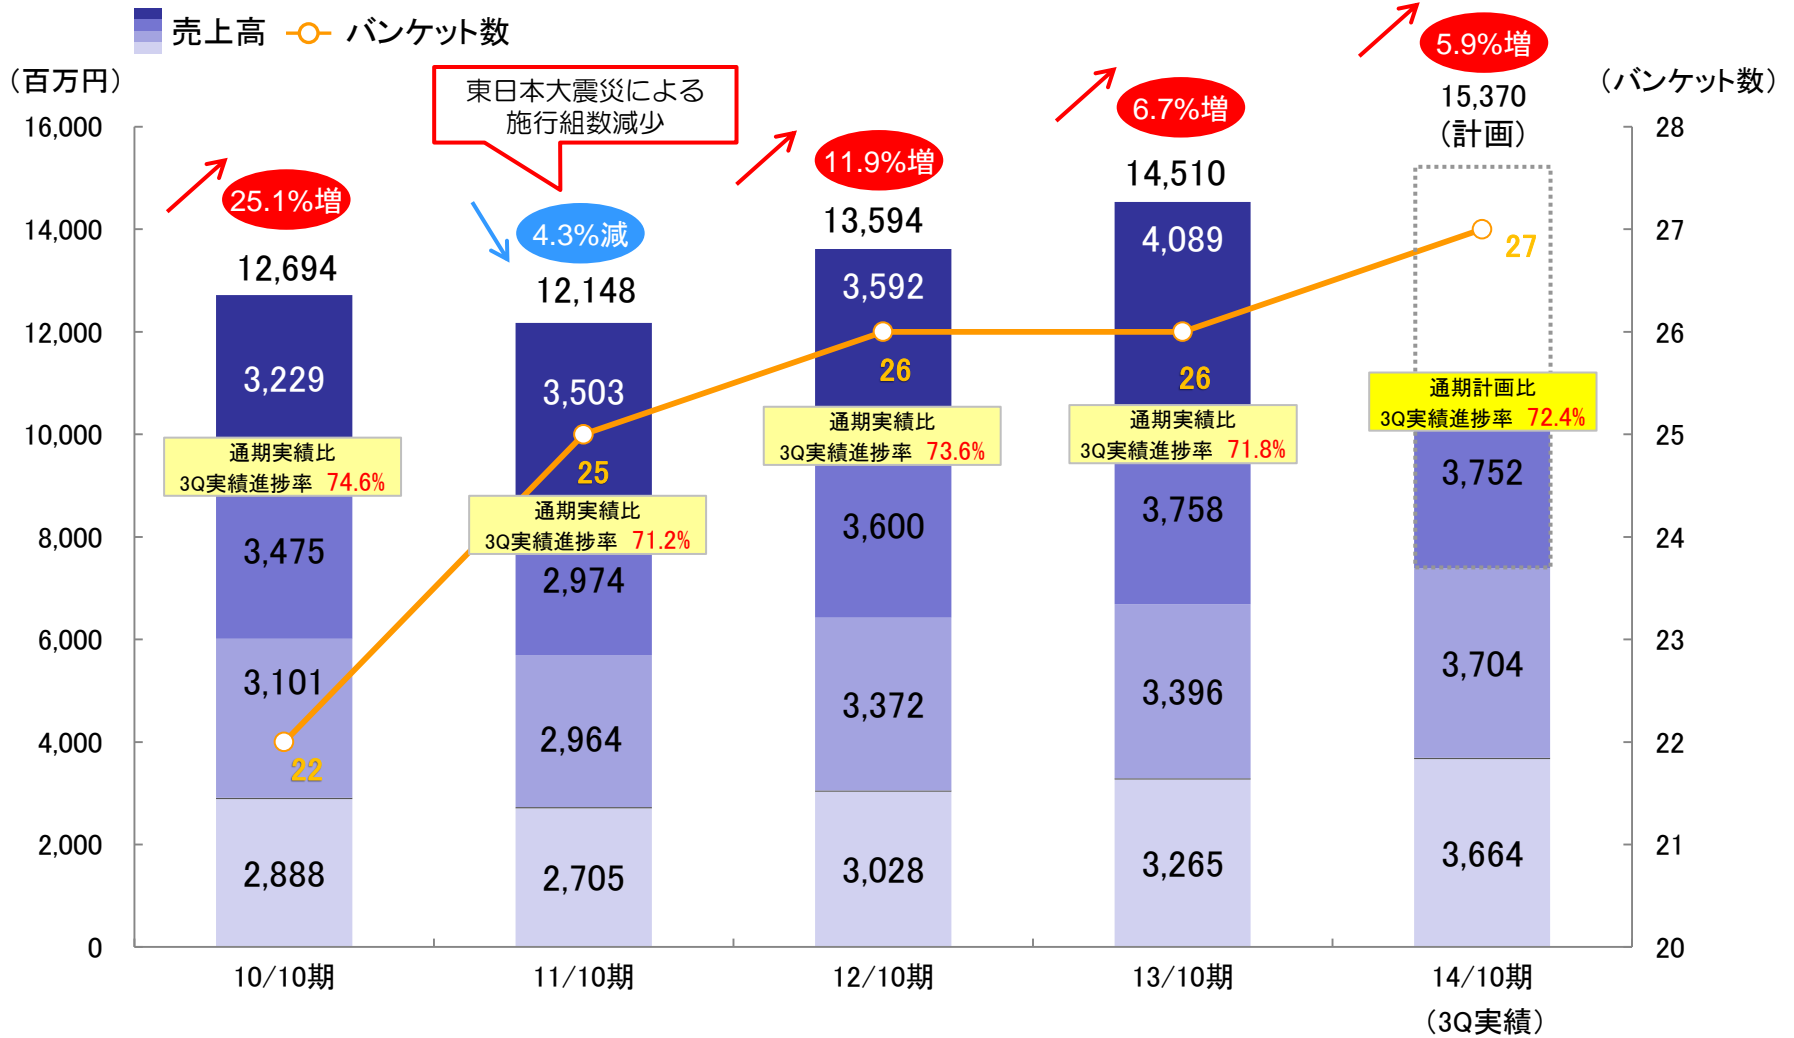 売上高 バンケット数
（百万円）
（バンケット数）
東日本大震災による
施行組数減少
16,000
14,000
12,000
10,000
8,000
6,000
4,000
2,000
0
28
27
26
25
24
23
22
21
20
25.1%増
12,694
3,229
通期実績比
3Q実績進捗率 74.6%
3,475
3,101
22
2,888
10/10期
4.3%減
12,148
3,503
25
通期実績比
3Q実績進捗率 71.2%
2,974
2,964
2,705
11/10期
11.9%増
13,594
3,592
26
通期実績比
3Q実績進捗率 73.6%
3,600
3,372
3,028
12/10期
6.7%増
14,510
4,089
26
通期実績比
3Q実績進捗率 71.8%
3,758
3,396
3,265
13/10期
5.9%増
15,370
（計画）
27
通期計画比
3Q実績進捗率 72.4%
3,752
3,704
3,664
14/10期
（3Q実績）